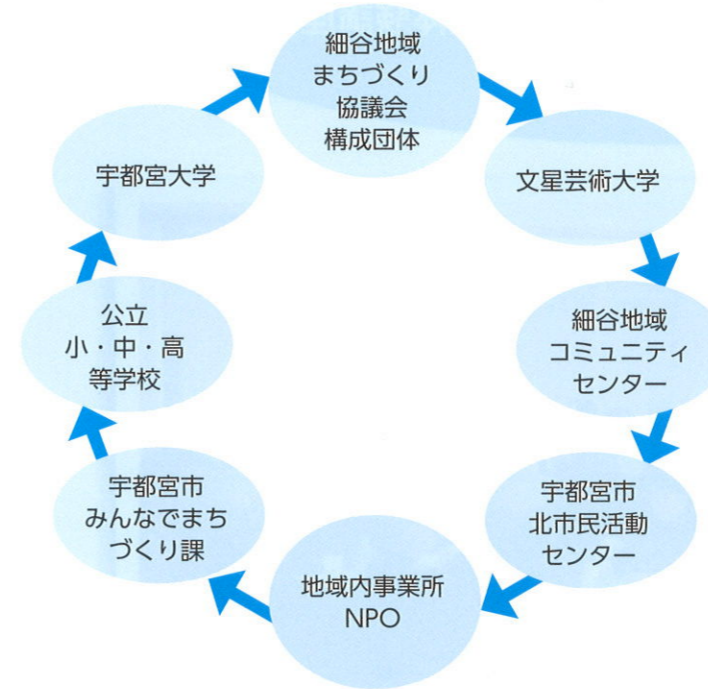 細谷地域
まちづくり
協議会
構成団体
文星芸術大学
細谷地域
コミュニティ
センター
宇都宮市
北市民活動
センター
地域内事業所
NPO
宇都宮市
みんなでまち
づくり課
公立
小・中・高
等学校
宇都宮大学